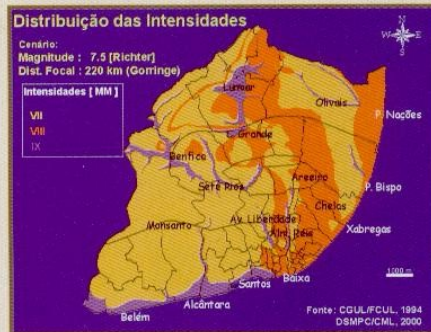 Distribuição das Intensidades
Cenário:
Magnitude : 7.5 [Richter]
Dist. Focal : 220 km (Gorringe)
Intensidades [ MM ]
VII
VIII
IX
N
W
E
S
Lumiar
Olivais
P. Nações
C. Grande
Benfica
Sete Rios
Areeiro
P. Bispo
Chelas
Av. Liberdade
Xabregas
Monsanto
Alm. Reis
Santos
Baixa
Alcântara
Belém
1000 m
Fonte: CGUL/FCUL, 1994
DSMPC/CML, 2000